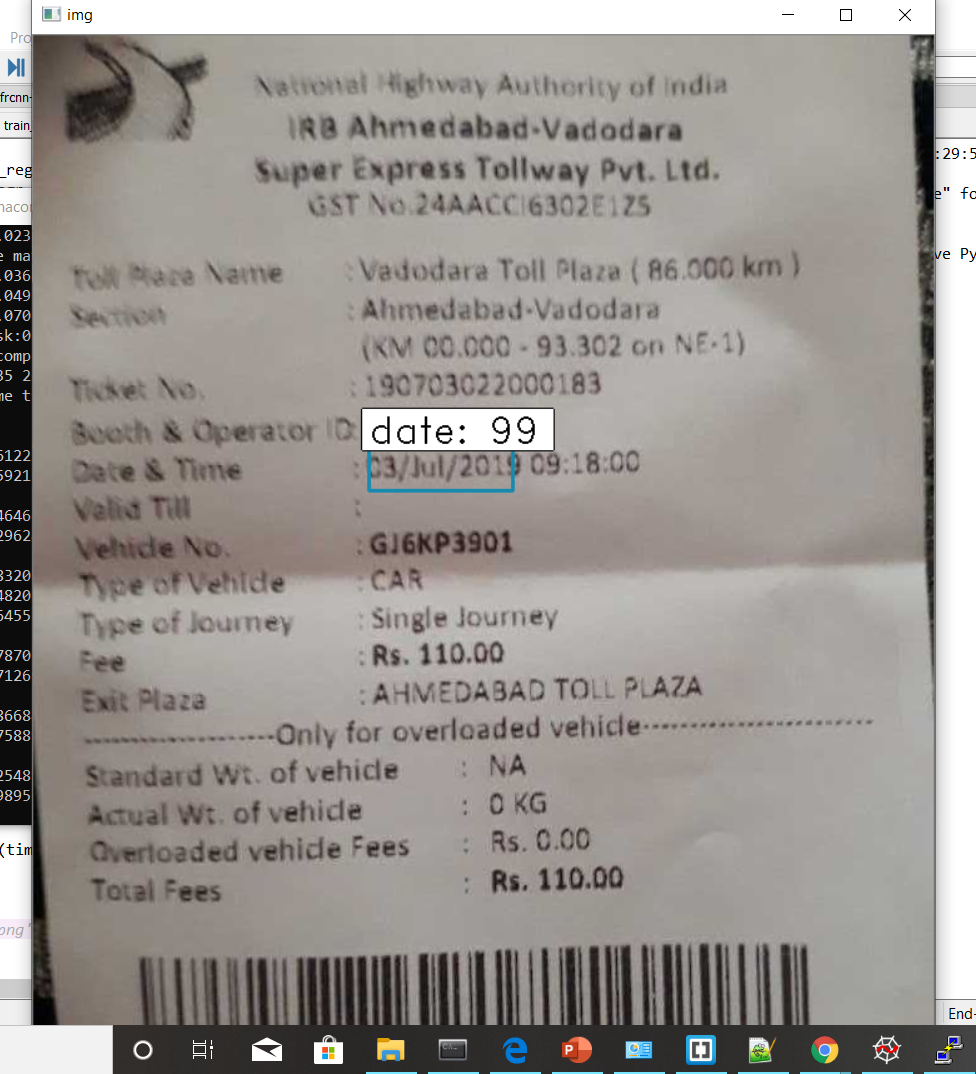 img
National Highway Authority of India
IRB Ahmedabad-Vadodara
Super Express Tollway Pvt. Ltd.
GST No.24AACCI6302E1Z5
Toll Plaza Name : Vadodara Toll Plaza ( 86.000 km )
Section : Ahmedabad-Vadodara
(KM 00.000 - 93.302 on NE-1)
Ticket No. : 190703022000183
Booth & Operator ID:
date: 99
Date & Time : 03/Jul/2019 09:18:00
Valid Till :
Vehicle No. : GJ6KP3901
Type of Vehicle : CAR
Type of Journey : Single Journey
Fee : Rs. 110.00
Exit Plaza : AHMEDABAD TOLL PLAZA
--------------------Only for overloaded vehicle------------------------
Standard Wt. of vehicle : NA
Actual Wt. of vehicle : 0 KG
Overloaded vehicle Fees : Rs. 0.00
Total Fees : Rs. 110.00